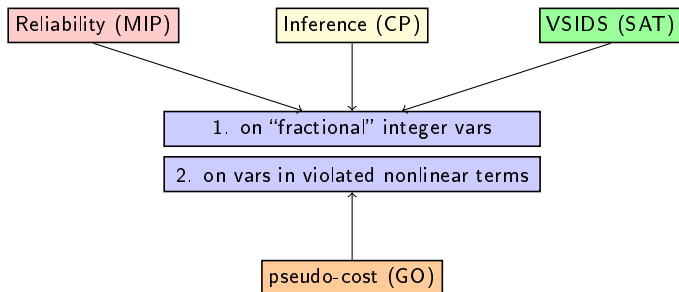 Reliability (MIP) Inference (CP) VSIDS (SAT)
1. on “fractional” integer vars
2. on vars in violated nonlinear terms
pseudo-cost (GO)